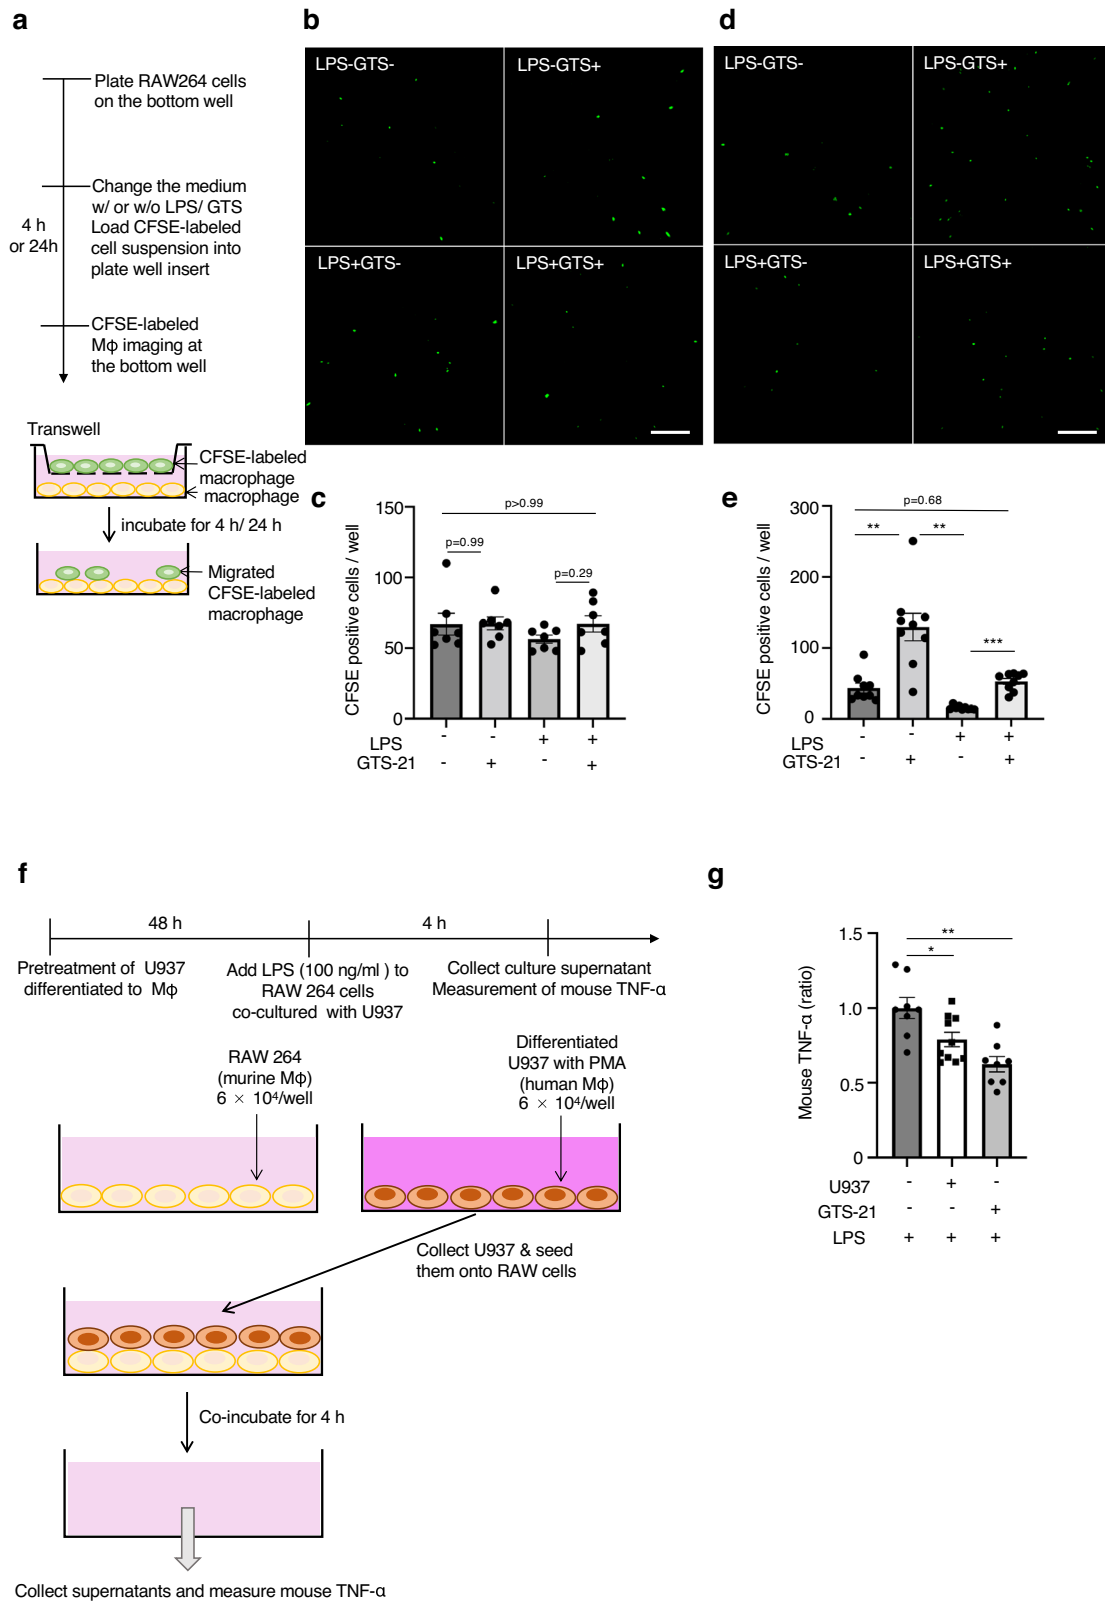 a
Plate RAW264 cells
on the bottom well
Change the medium
w/ or w/o LPS/ GTS
Load CFSE-labeled
cell suspension into
plate well insert
4 h
or 24h
CFSE-labeled
Mφ imaging at
the bottom well
Transwell
CFSE-labeled
macrophage
macrophage
incubate for 4 h/ 24 h
Migrated
CFSE-labeled
macrophage
b
LPS-GTS-
LPS-GTS+
LPS+GTS-
LPS+GTS+
c
CFSE positive cells / well
150
100
50
0
p>0.99
p=0.99
p=0.29
LPS - - + +
GTS-21 - + - +
d
LPS-GTS-
LPS-GTS+
LPS+GTS-
LPS+GTS+
e
CFSE positive cells / well
300
200
100
0
p=0.68
** **
***
LPS - - + +
GTS-21 - + - +
f
48 h
4 h
Pretreatment of U937
differentiated to Mφ
Add LPS (100 ng/ml ) to
RAW 264 cells
co-cultured with U937
Collect culture supernatant
Measurement of mouse TNF-α
RAW 264
(murine Mφ)
6 × 10⁴/well
Differentiated
U937 with PMA
(human Mφ)
6 × 10⁴/well
Collect U937 & seed
them onto RAW cells
Co-incubate for 4 h
Collect supernatants and measure mouse TNF-α
g
Mouse TNF-α (ratio)
1.5
1.0
0.5
0
**
*
U937 - + -
GTS-21 - - +
LPS + + +